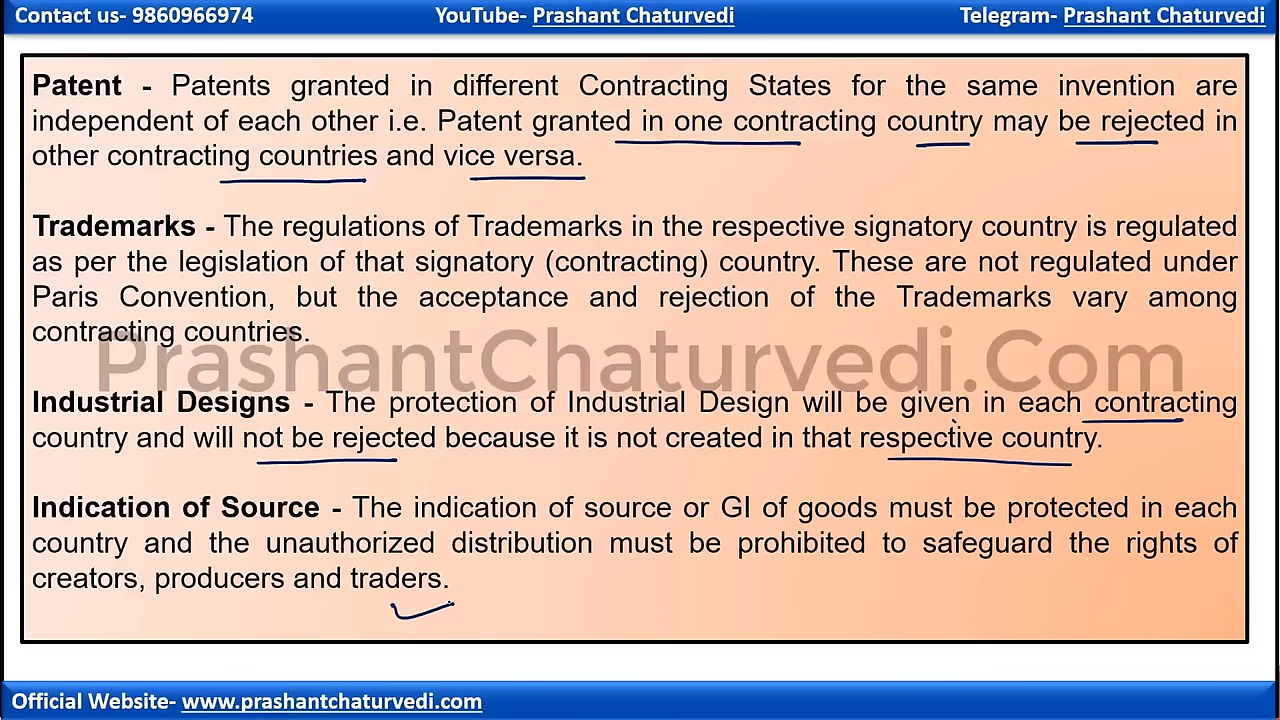 Contact us- 9860966974 YouTube- Prashant Chaturvedi Telegram- Prashant Chaturvedi
Patent - Patents granted in different Contracting States for the same invention are
independent of each other i.e. Patent granted in one contracting country may be rejected in
other contracting countries and vice versa.
Trademarks - The regulations of Trademarks in the respective signatory country is regulated
as per the legislation of that signatory (contracting) country. These are not regulated under
Paris Convention, but the acceptance and rejection of the Trademarks vary among
contracting countries.
PrashantChaturvedi.Com
Industrial Designs - The protection of Industrial Design will be given in each contracting
country and will not be rejected because it is not created in that respective country.
Indication of Source - The indication of source or GI of goods must be protected in each
country and the unauthorized distribution must be prohibited to safeguard the rights of
creators, producers and traders.
Official Website- www.prashantchaturvedi.com